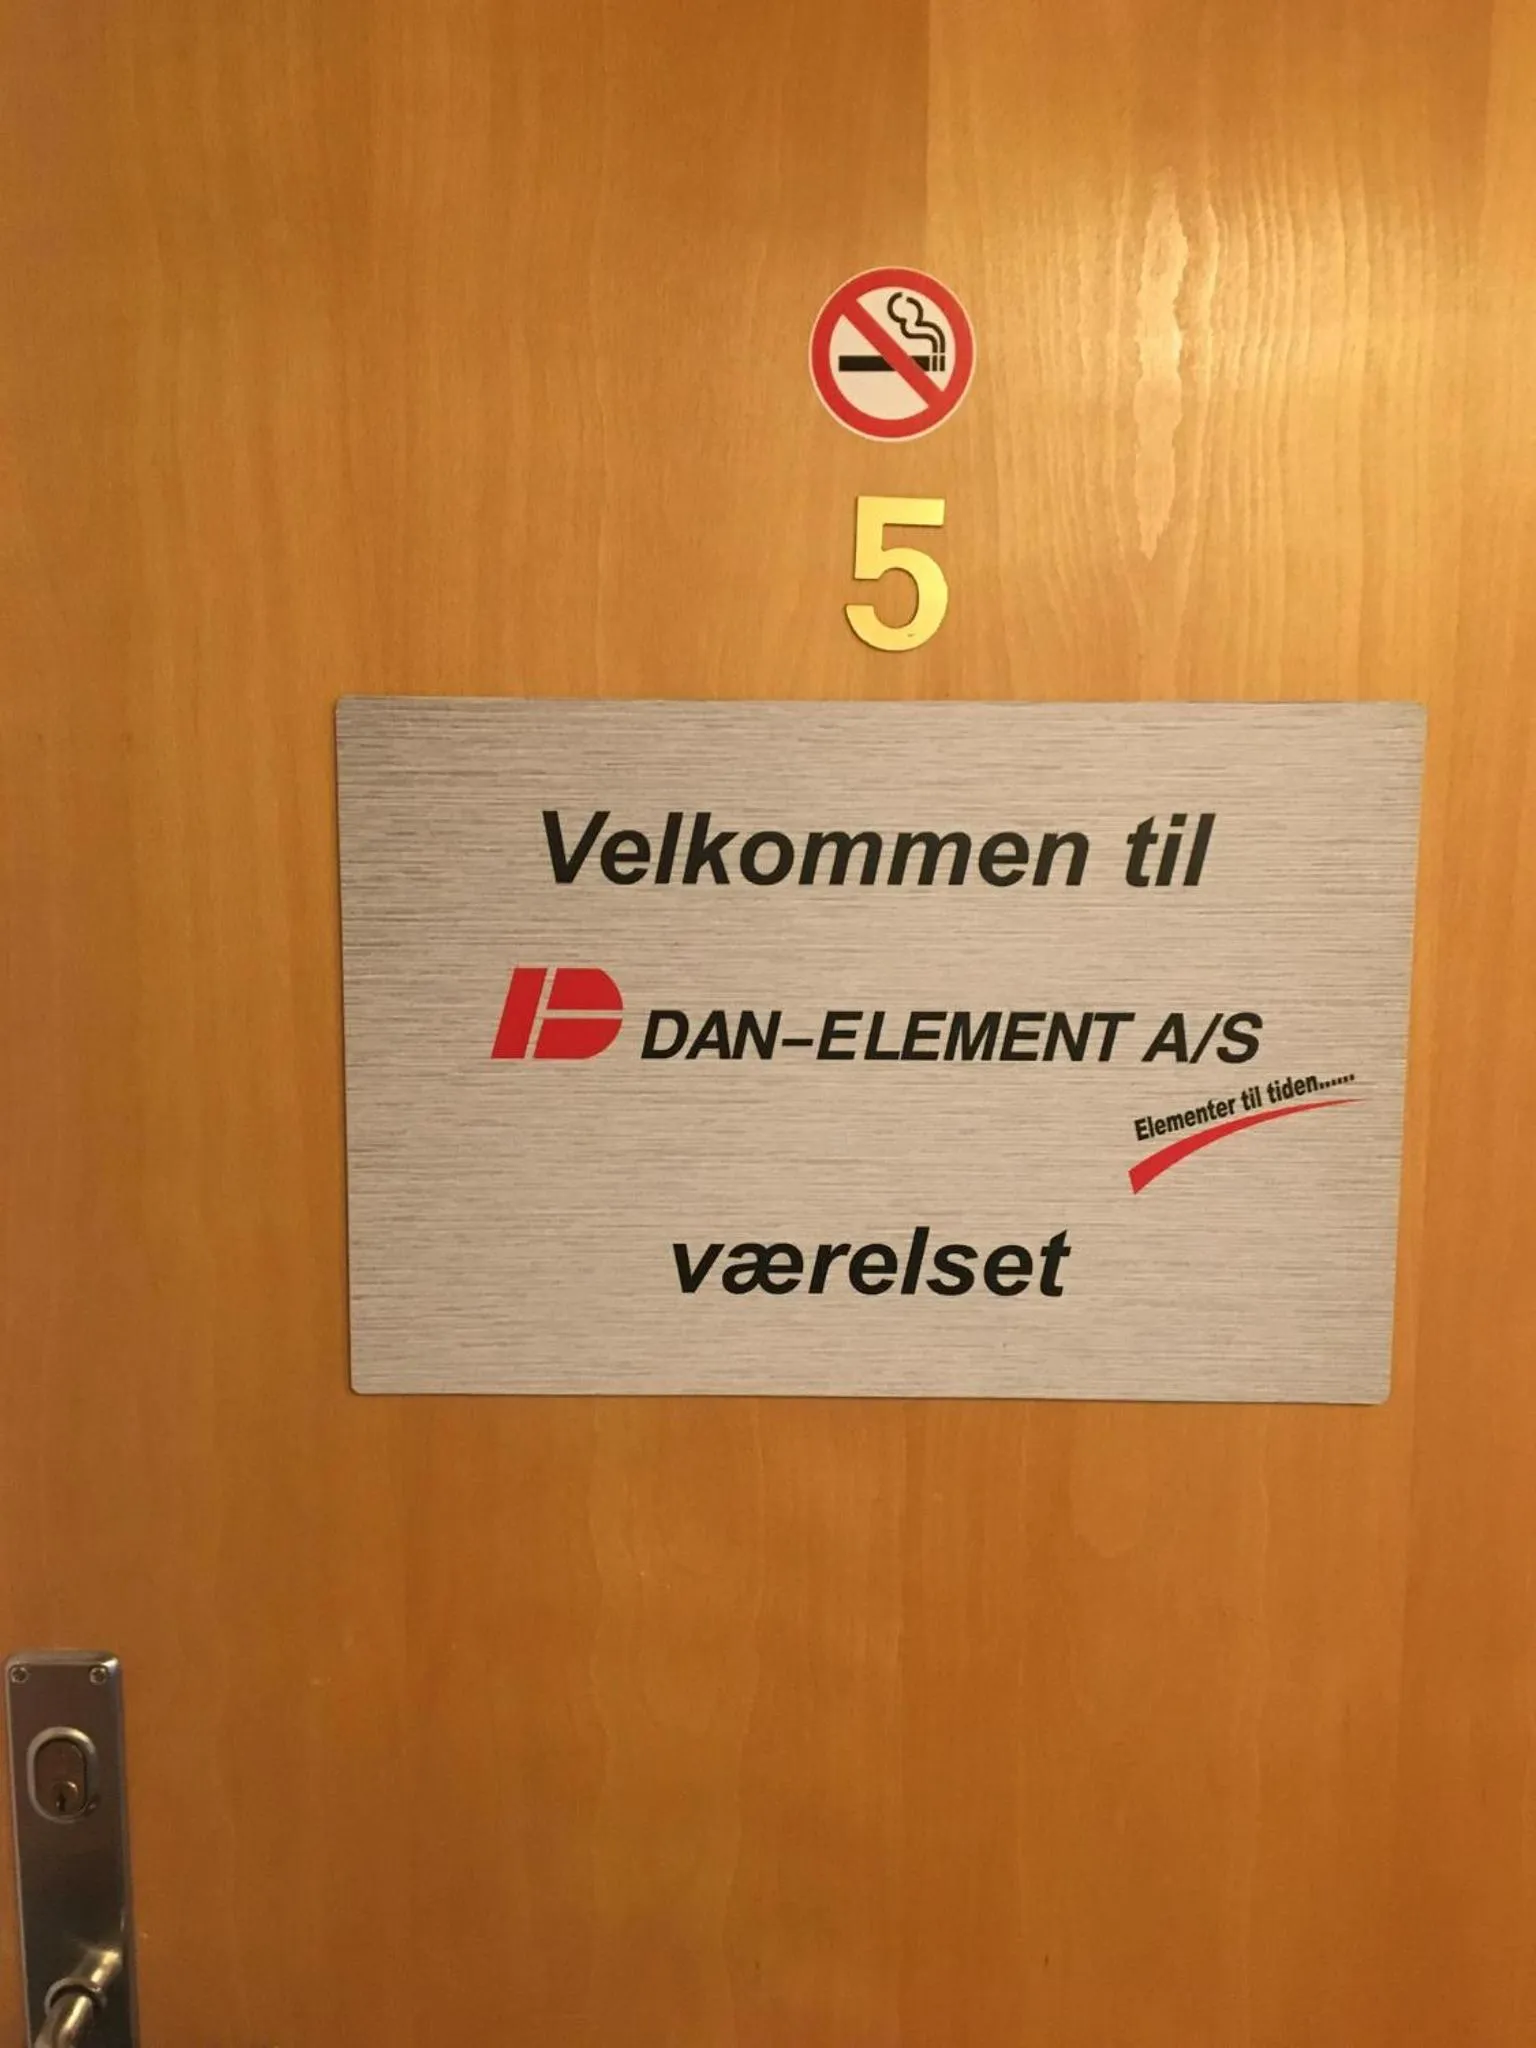 5
Velkommen til
DAN-ELEMENT A/S
Elementer til tiden......
værelset